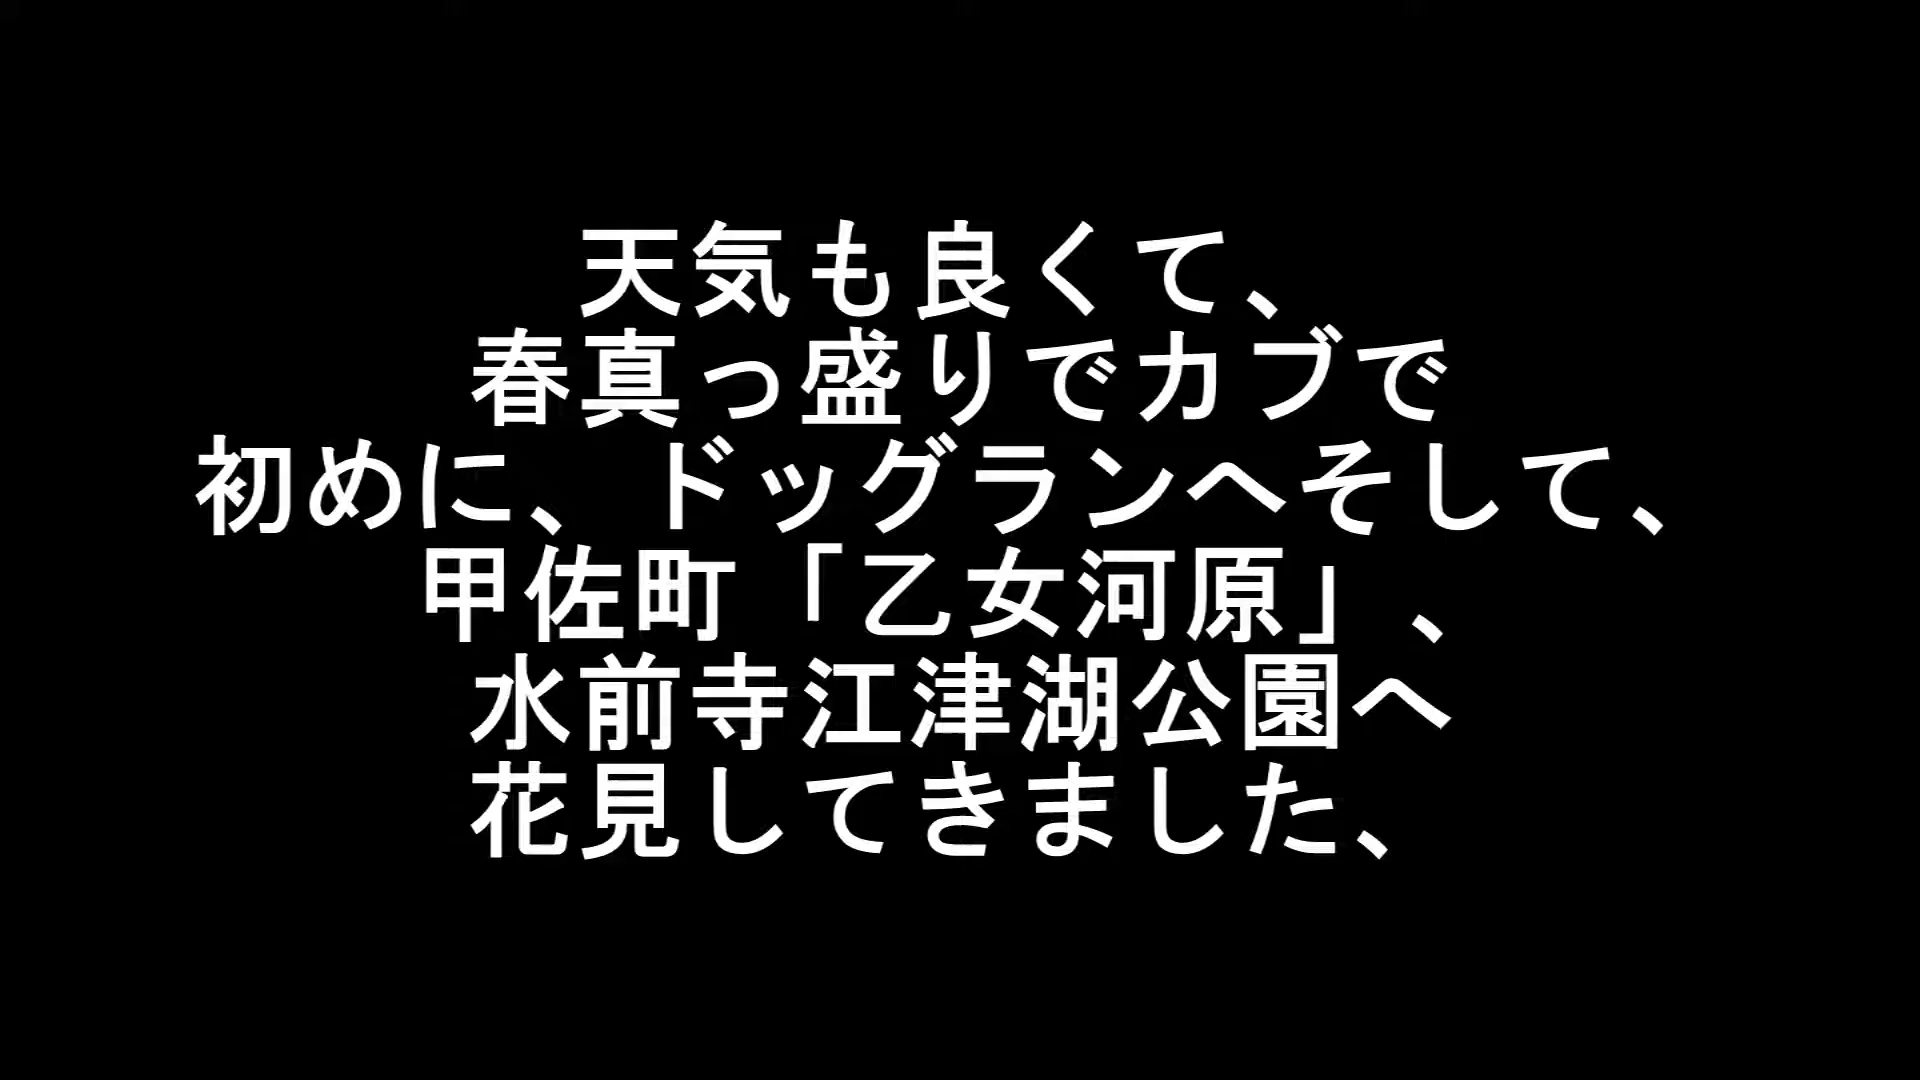 天気も良くて、
春真っ盛りでカブで
初めに、ドッグランへそして、
甲佐町「乙女河原」、
水前寺江津湖公園へ
花見してきました、